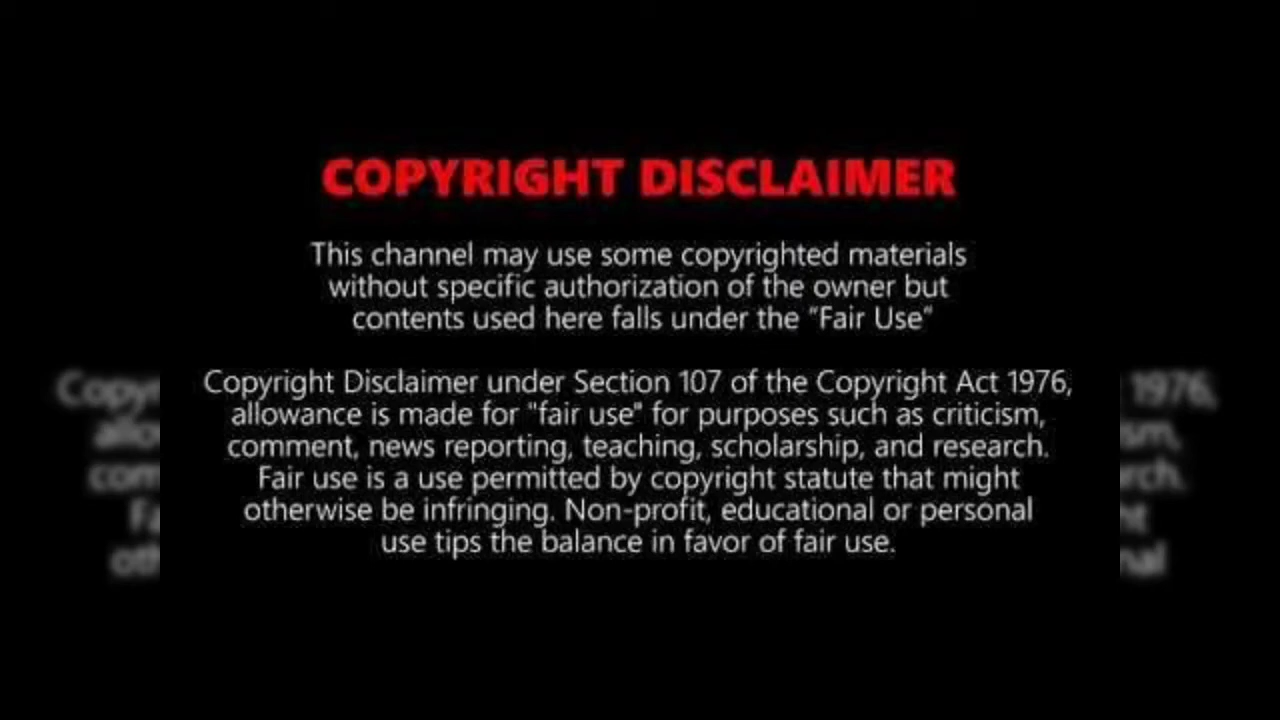 COPYRIGHT DISCLAIMER
This channel may use some copyrighted materials
without specific authorization of the owner but
contents used here falls under the "Fair Use"
Copyright Disclaimer under Section 107 of the Copyright Act 1976,
allowance is made for "fair use" for purposes such as criticism,
comment, news reporting, teaching, scholarship, and research.
Fair use is a use permitted by copyright statute that might
otherwise be infringing. Non-profit, educational or personal
use tips the balance in favor of fair use.